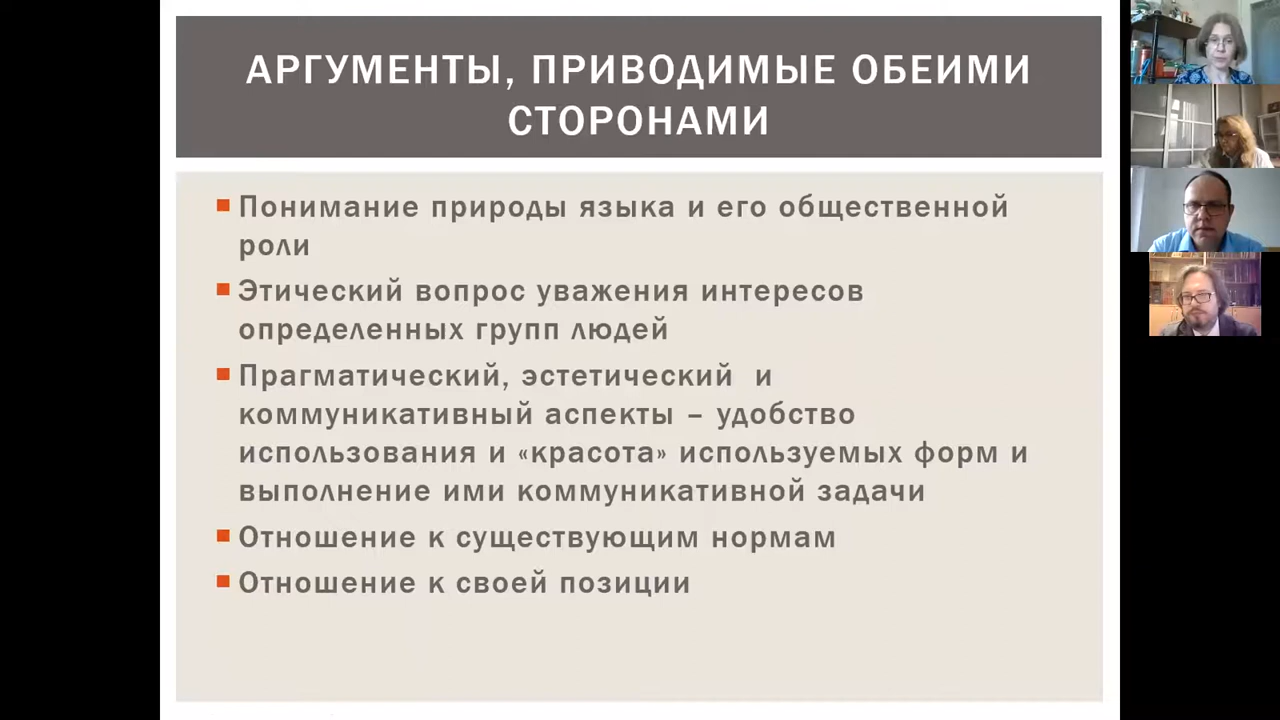 АРГУМЕНТЫ, ПРИВОДИМЫЕ ОБЕИМИ
СТОРОНАМИ
Понимание природы языка и его общественной
роли
Этический вопрос уважения интересов
определенных групп людей
Прагматический, эстетический и
коммуникативный аспекты – удобство
использования и «красота» используемых форм и
выполнение ими коммуникативной задачи
Отношение к существующим нормам
Отношение к своей позиции